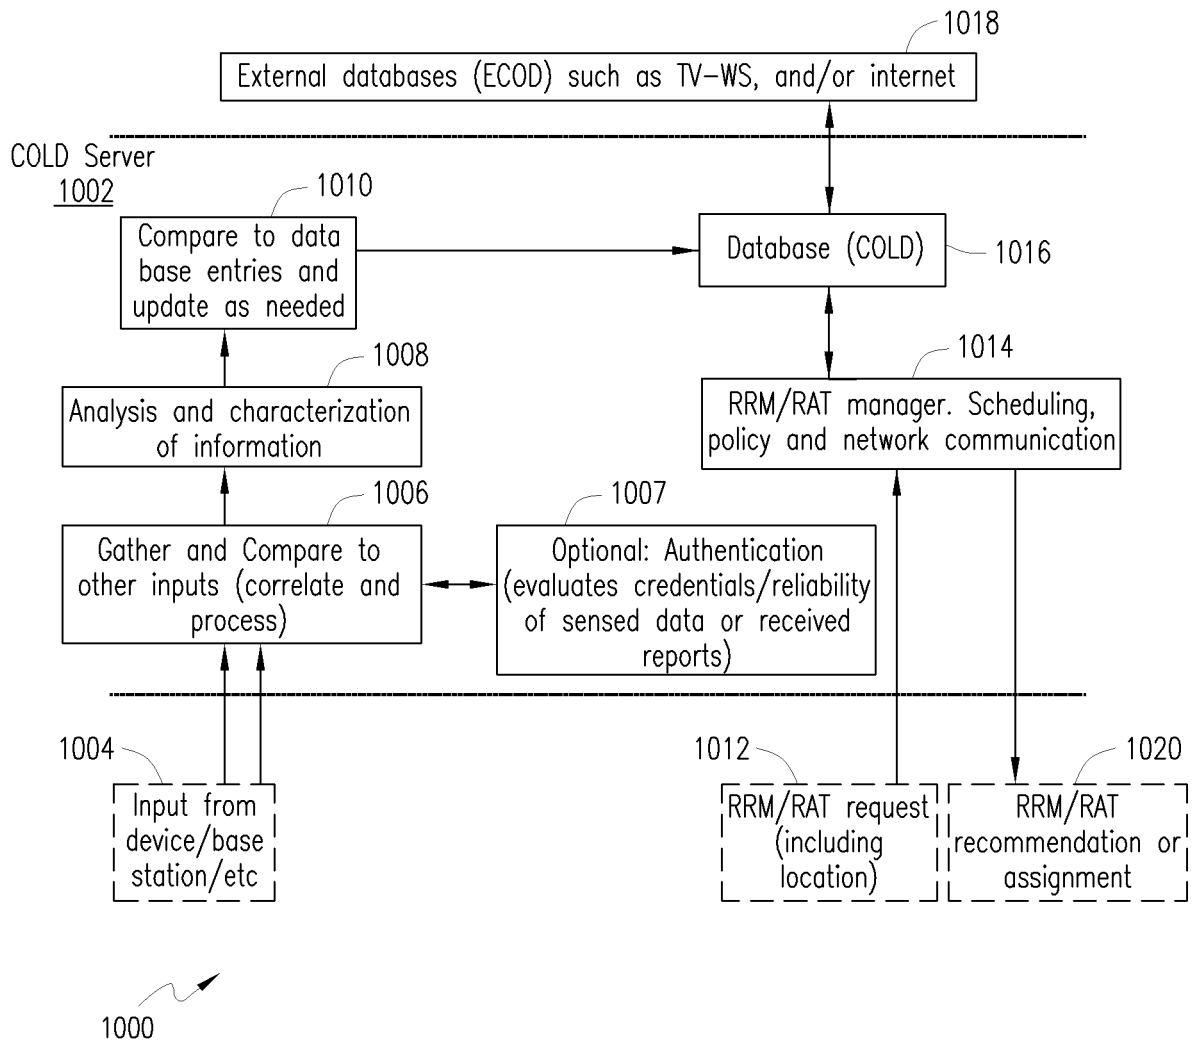 1018
External databases (ECOD) such as TV-WS, and/or internet
COLD Server
1002
1010
Compare to data
base entries and
update as needed
Database (COLD)
1016
1008
Analysis and characterization
of information
1014
RRM/RAT manager. Scheduling,
policy and network communication
1006
Gather and Compare to
other inputs (correlate and
process)
1007
Optional: Authentication
(evaluates credentials/reliability
of sensed data or received
reports)
1004
Input from
device/base
station/etc
1012
RRM/RAT request
(including
location)
1020
RRM/RAT
recommendation or
assignment
1000